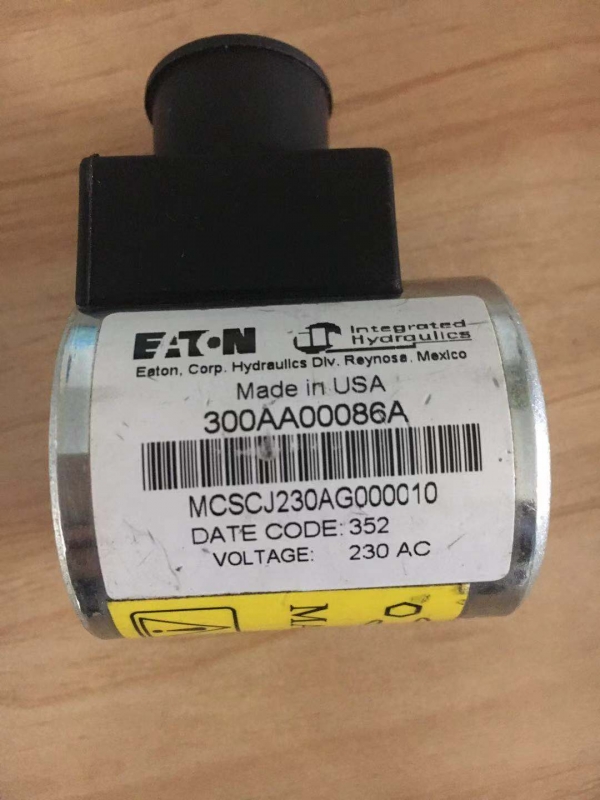 EATON Integrated Hydraulics
Eaton, Corp. Hydraulics Div. Reynosa, Mexico
Made in USA
300AA00086A
MCSCJ230AG000010
DATE CODE: 352
VOLTAGE: 230 AC